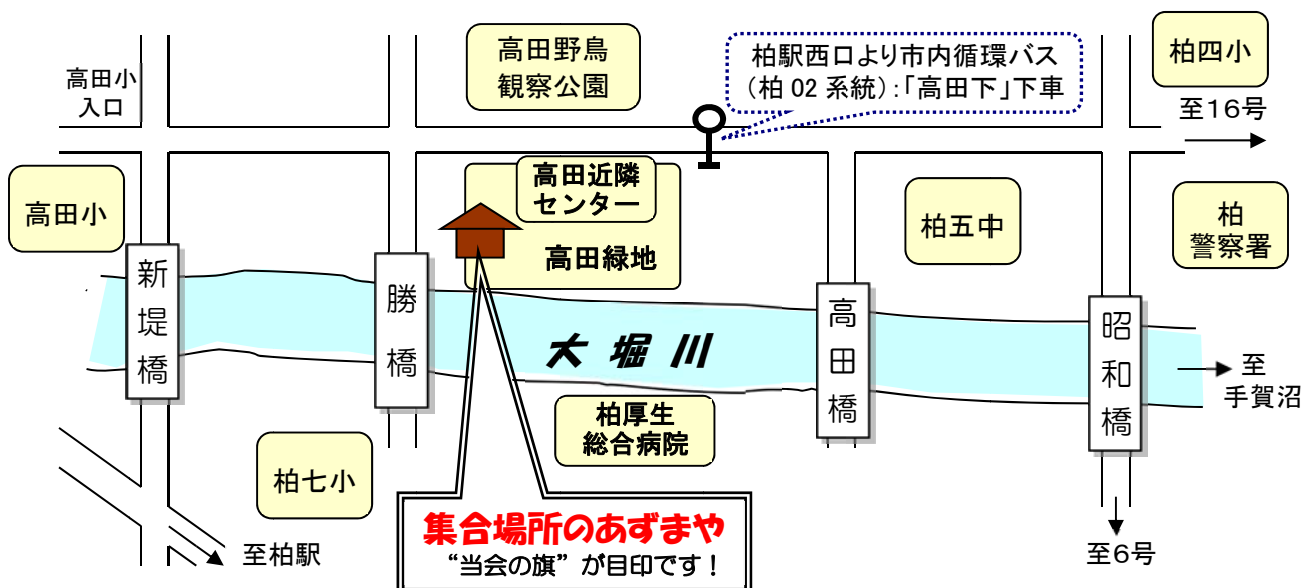 高田小
入口
高田野鳥
観察公園
柏駅西口より市内循環バス
(柏 02 系統):「高田下」下車
柏四小
至16号
高田小
高田近隣
センター
高田緑地
柏五中
柏
警察署
新堤橋
勝橋
大堀川
高田橋
昭和橋
至
手賀沼
柏厚生
総合病院
柏七小
至柏駅
集合場所のあずまや
“当会の旗”が目印です!
至6号